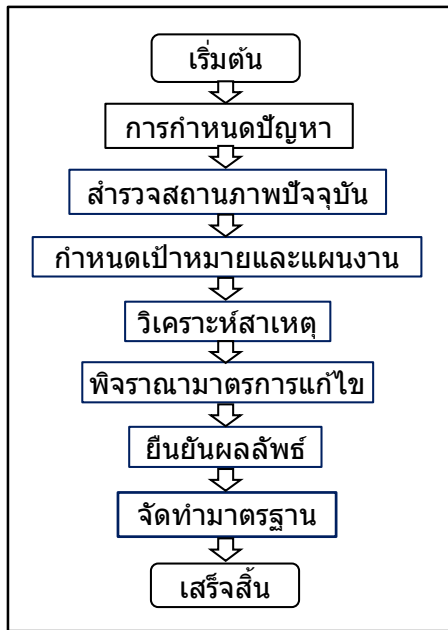 เริ่มต้น
การกำหนดปัญหา
สำรวจสถานภาพปัจจุบัน
กำหนดเป้าหมายและแผนงาน
วิเคราะห์สาเหตุ
พิจราณามาตรการแก้ไข
ยืนยันผลลัพธ์
จัดทำมาตรฐาน
เสร็จสิ้น